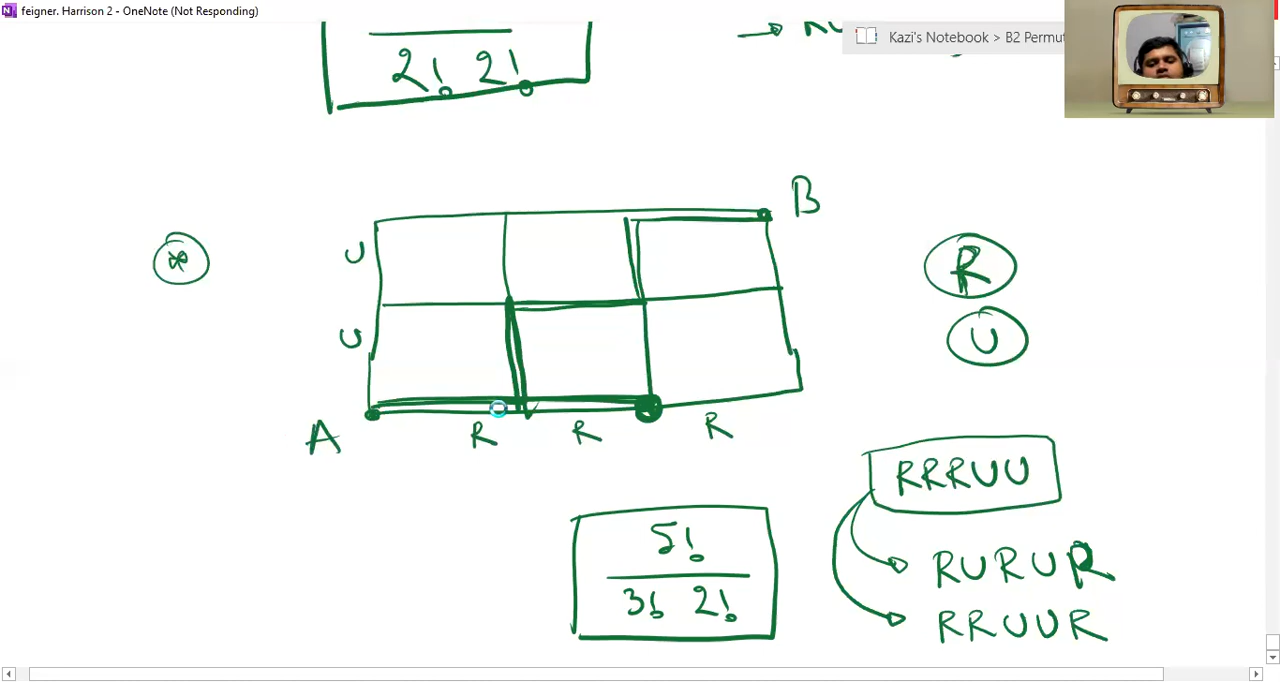 feigner. Harrison 2 - OneNote (Not Responding)
Kazi's Notebook > B2 Permut
2! 2!
B
U
*
R
U
U
A
R R R
RRRUU
5!
3! 2!
RURUR
RRUUR